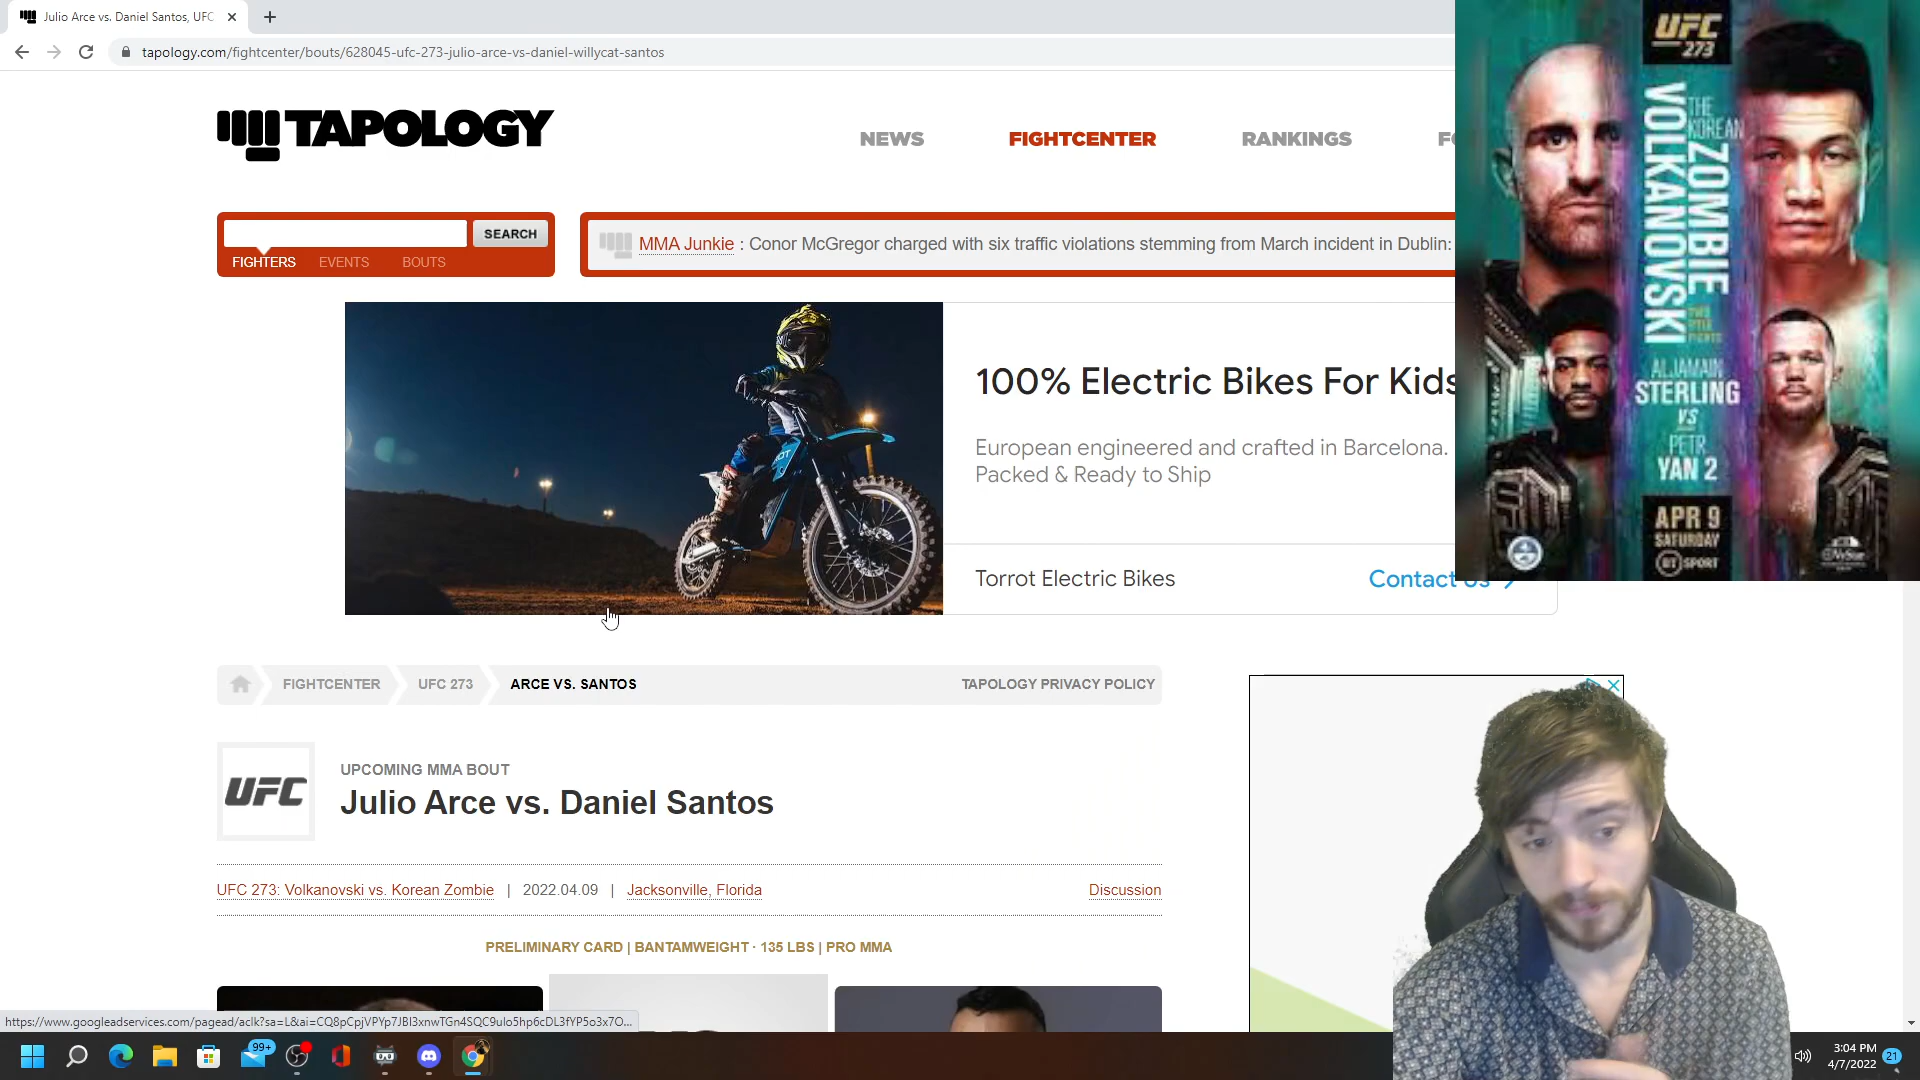 Julio Arce vs. Daniel Santos, UFC
tapology.com/fightcenter/bouts/628045-ufc-273-julio-arce-vs-daniel-willycat-santos
TAPOLOGY
NEWS
FIGHTCENTER
RANKINGS
SEARCH
FIGHTERS
EVENTS
BOUTS
MMA Junkie : Conor McGregor charged with six traffic violations stemming from March incident in Dublin:
100% Electric Bikes For Kids
European engineered and crafted in Barcelona.
Packed & Ready to Ship
Torrot Electric Bikes
Contact Us
UFC
273
VOLKANOVSKI
THE KOREAN
ZOMBIE
ALJAMAIN
STERLING
VS
PETR
YAN 2
APR 9
SATURDAY
BT SPORT
FIGHTCENTER
UFC 273
ARCE VS. SANTOS
TAPOLOGY PRIVACY POLICY
UFC
UPCOMING MMA BOUT
Julio Arce vs. Daniel Santos
UFC 273: Volkanovski vs. Korean Zombie | 2022.04.09 | Jacksonville, Florida
Discussion
PRELIMINARY CARD | BANTAMWEIGHT · 135 LBS | PRO MMA
99+
3:04 PM
4/7/2022
21